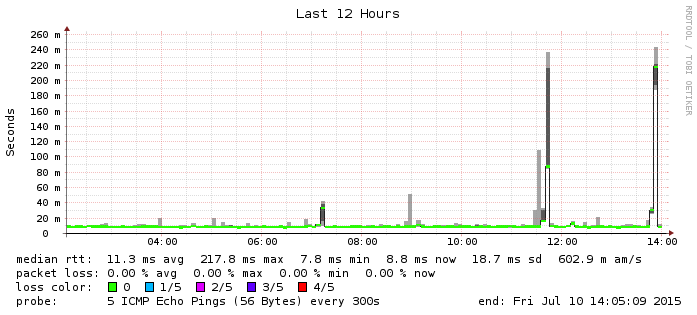 Last 12 Hours
RRDTOOL / TOBI OETIKER
Seconds
260 m
240 m
220 m
200 m
180 m
160 m
140 m
120 m
100 m
80 m
60 m
40 m
20 m
0
04:00 06:00 08:00 10:00 12:00 14:00
median rtt: 11.3 ms avg 217.8 ms max 7.8 ms min 8.8 ms now 18.7 ms sd 602.9 m am/s
packet loss: 0.00 % avg 0.00 % max 0.00 % min 0.00 % now
loss color: 0 1/5 2/5 3/5 4/5
probe: 5 ICMP Echo Pings (56 Bytes) every 300s end: Fri Jul 10 14:05:09 2015